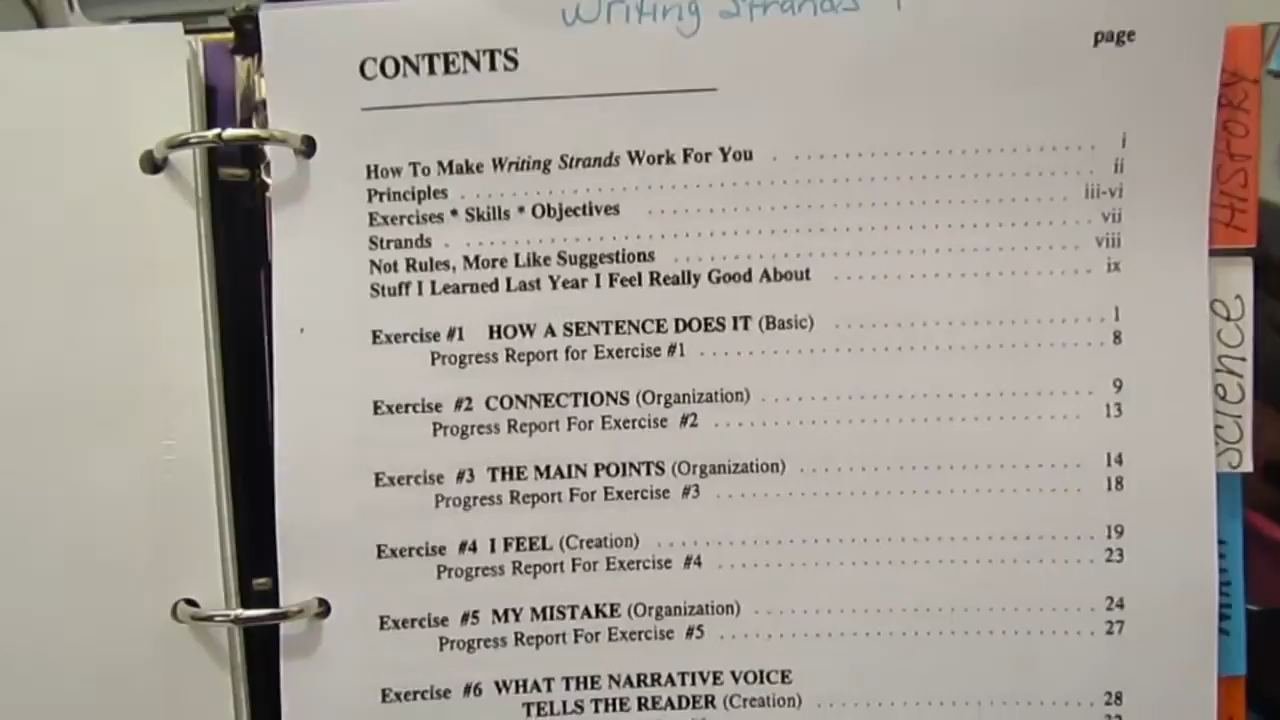 Writing Strands
CONTENTS
page
How To Make Writing Strands Work For You . . . . . . . . . . . . . . . . . . . . . . . . . . . . i
Principles . . . . . . . . . . . . . . . . . . . . . . . . . . . . . . . . . . . . . . . . . . . . . . . . . . ii
Exercises * Skills * Objectives . . . . . . . . . . . . . . . . . . . . . . . . . . . . . . . . . . iii-vi
Strands . . . . . . . . . . . . . . . . . . . . . . . . . . . . . . . . . . . . . . . . . . . . . . . . . . . vii
Not Rules, More Like Suggestions . . . . . . . . . . . . . . . . . . . . . . . . . . . . . . . . viii
Stuff I Learned Last Year I Feel Really Good About . . . . . . . . . . . . . . . . . . . . ix
Exercise #1 HOW A SENTENCE DOES IT (Basic) . . . . . . . . . . . . . . . . . . . . . . 1
Progress Report for Exercise #1 . . . . . . . . . . . . . . . . . . . . . . . . . . . . . . . . 8
Exercise #2 CONNECTIONS (Organization) . . . . . . . . . . . . . . . . . . . . . . . . . . 9
Progress Report For Exercise #2 . . . . . . . . . . . . . . . . . . . . . . . . . . . . . . . 13
Exercise #3 THE MAIN POINTS (Organization) . . . . . . . . . . . . . . . . . . . . . . . 14
Progress Report For Exercise #3 . . . . . . . . . . . . . . . . . . . . . . . . . . . . . . . 18
Exercise #4 I FEEL (Creation) . . . . . . . . . . . . . . . . . . . . . . . . . . . . . . . . . . 19
Progress Report For Exercise #4 . . . . . . . . . . . . . . . . . . . . . . . . . . . . . . . 23
Exercise #5 MY MISTAKE (Organization) . . . . . . . . . . . . . . . . . . . . . . . . . . . 24
Progress Report For Exercise #5 . . . . . . . . . . . . . . . . . . . . . . . . . . . . . . . 27
Exercise #6 WHAT THE NARRATIVE VOICE
TELLS THE READER (Creation) . . . . . . . . . . . . . . . . . . . . . . . . . 28
HISTORY
SCIENCE